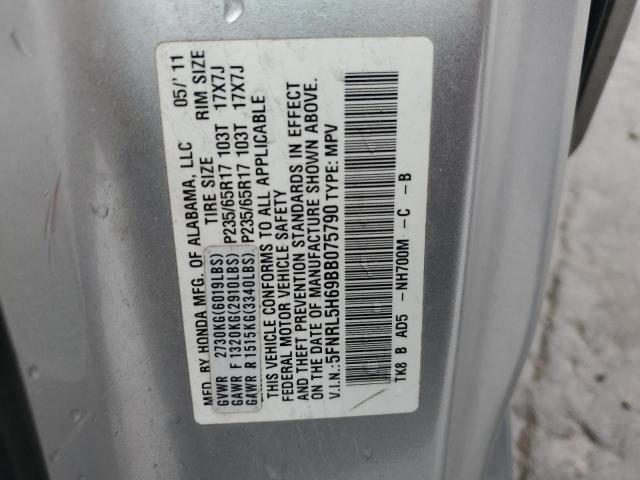 MFD. BY HONDA MFG. OF ALABAMA, LLC 05/'11
TIRE SIZE RIM SIZE
GVWR 2730KG(6019LBS)
GAWR F 1320KG(2910LBS) P235/65R17 103T 17X7J
GAWR R 1515KG(3340LBS) P235/65R17 103T 17X7J
THIS VEHICLE CONFORMS TO ALL APPLICABLE
FEDERAL MOTOR VEHICLE SAFETY
AND THEFT PREVENTION STANDARDS IN EFFECT
ON THE DATE OF MANUFACTURE SHOWN ABOVE.
V.I.N.:5FNRL5H69BB075790 TYPE: MPV
TK8 B AD5 -NH700M -C -B